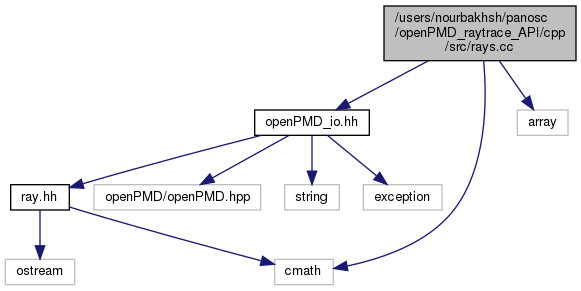 /users/nourbakhsh/panosc
/openPMD_raytrace_API/cpp
/src/rays.cc
openPMD_io.hh
array
ray.hh
openPMD/openPMD.hpp
string
exception
ostream
cmath